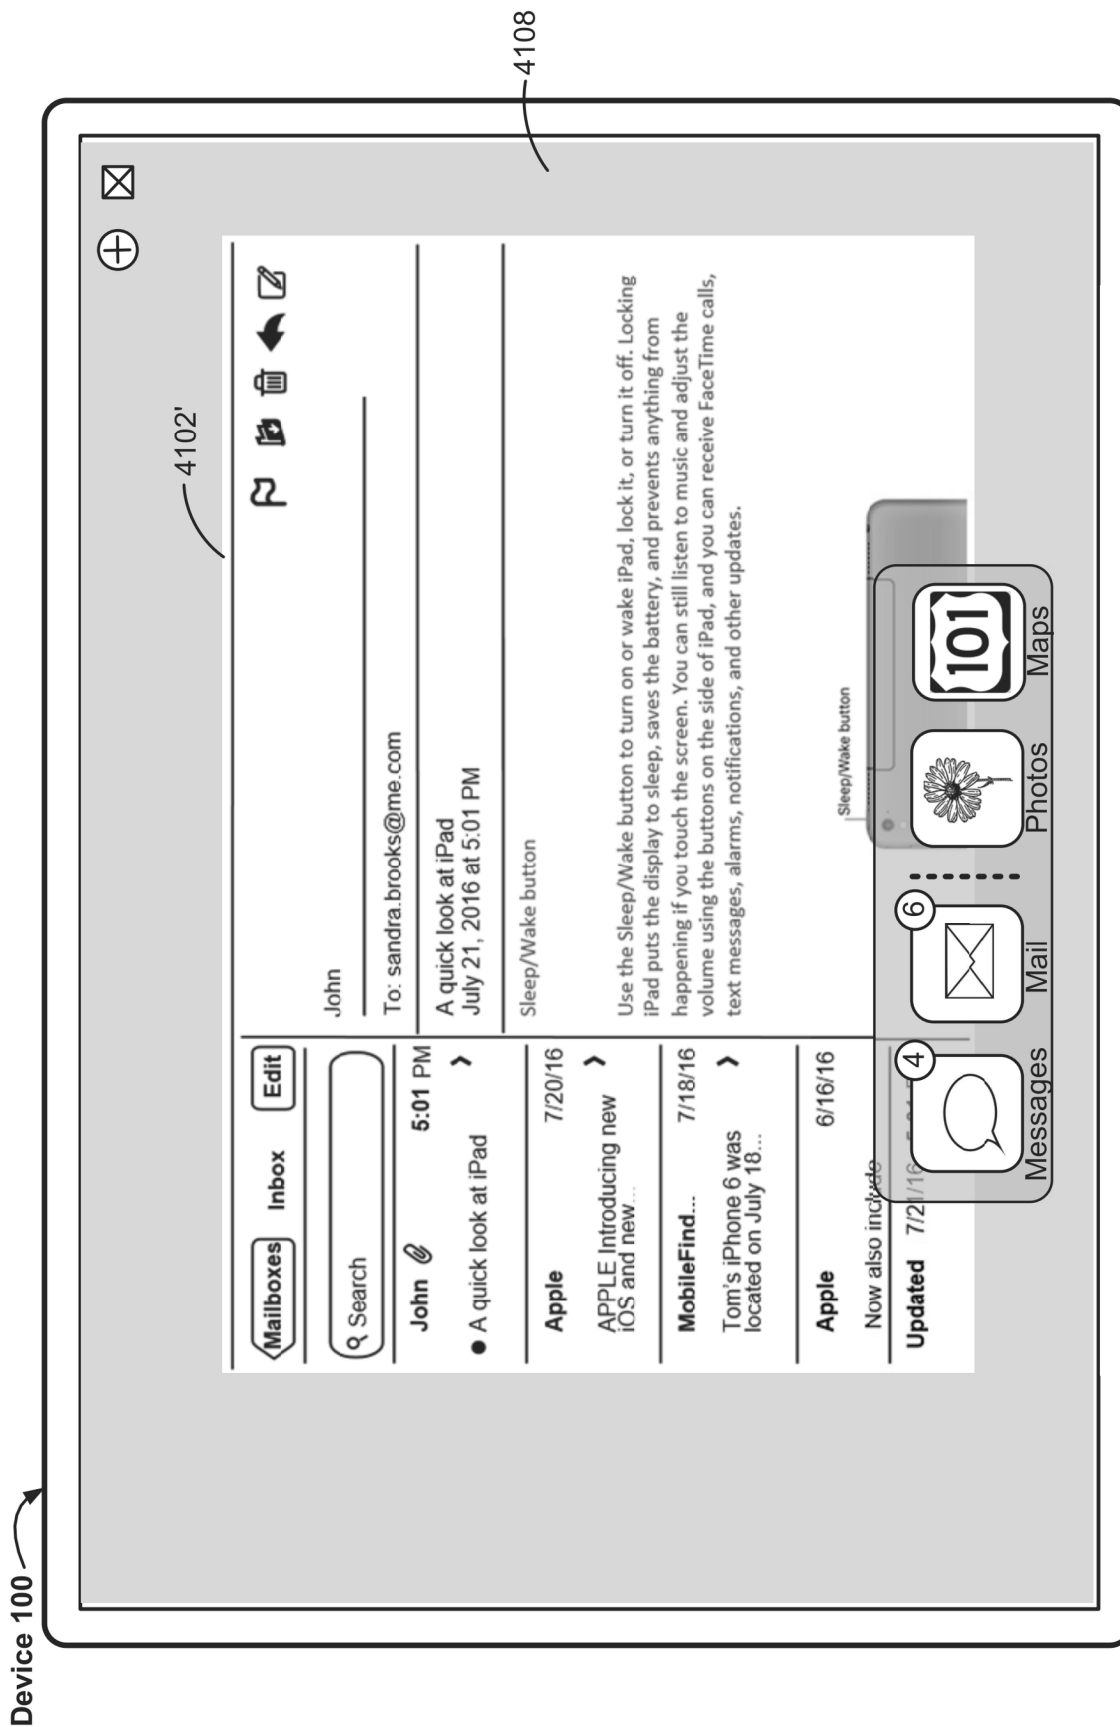 Device 100
4108
4102'
Mailboxes
Inbox
Edit
Search
John
5:01 PM
A quick look at iPad
Apple
7/20/16
APPLE Introducing new
iOS and new...
MobileFind...
7/18/16
Tom's iPhone 6 was
located on July 18...
Apple
6/16/16
Now also include
Updated 7/21/16
John
To: sandra.brooks@me.com
A quick look at iPad
July 21, 2016 at 5:01 PM
Sleep/Wake button
Use the Sleep/Wake button to turn on or wake iPad, lock it, or turn it off. Locking
iPad puts the display to sleep, saves the battery, and prevents anything from
happening if you touch the screen. You can still listen to music and adjust the
volume using the buttons on the side of iPad, and you can receive FaceTime calls,
text messages, alarms, notifications, and other updates.
Sleep/Wake button
4
6
101
Messages
Mail
Photos
Maps